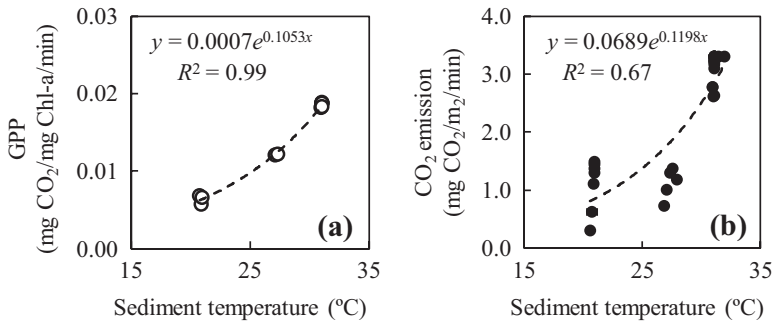 GPP
(mg CO2/mg Chl-a/min)
0.03
0.02
0.01
0.00
y = 0.0007e^0.1053x
R² = 0.99
(a)
15 25 35
Sediment temperature (ºC)
CO2 emission
(mg CO2/m2/min)
4.0
3.0
2.0
1.0
0.0
y = 0.0689e^0.1198x
R² = 0.67
(b)
15 25 35
Sediment temperature (ºC)